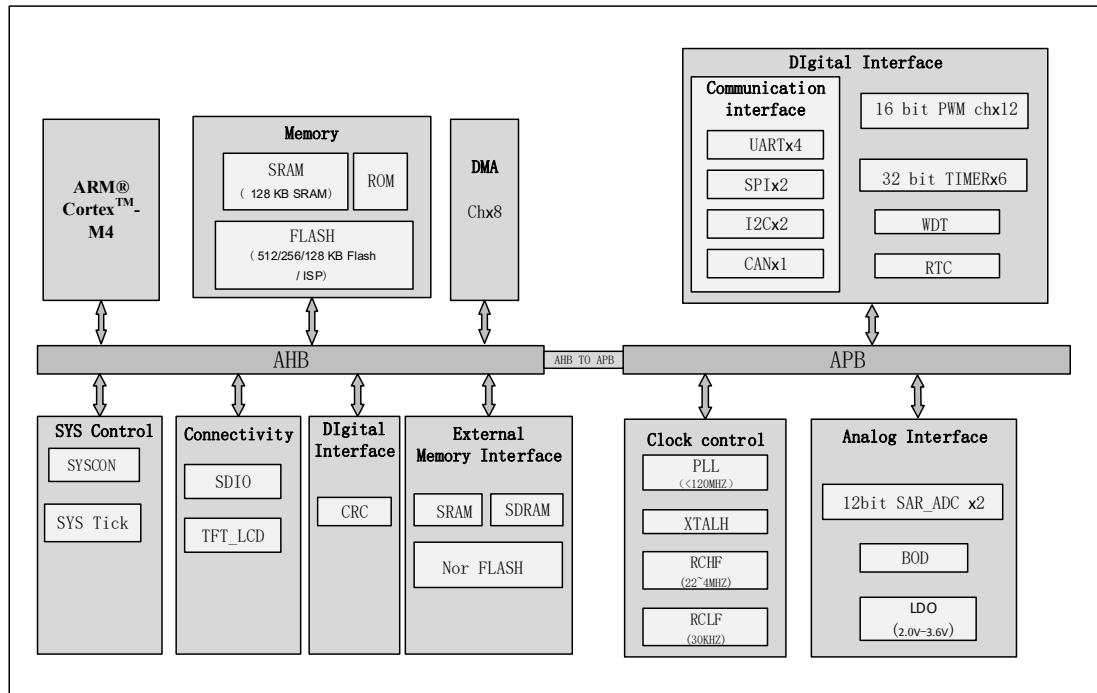 ARM®
Cortex™-
M4
Memory
SRAM
( 128 KB SRAM)
ROM
FLASH
( 512/256/128 KB Flash
/ ISP)
DMA
Chx8
DIgital Interface
Communication
interface
UARTx4
SPIx2
I2Cx2
CANx1
16 bit PWM chx12
32 bit TIMERx6
WDT
RTC
AHB
AHB TO APB
APB
SYS Control
SYSCON
SYS Tick
Connectivity
SDIO
TFT_LCD
DIgital
Interface
CRC
External
Memory Interface
SRAM
SDRAM
Nor FLASH
Clock control
PLL
(<120MHZ)
XTALH
RCHF
(22~4MHZ)
RCLF
(30KHZ)
Analog Interface
12bit SAR_ADC x2
BOD
LDO
(2.0V-3.6V)